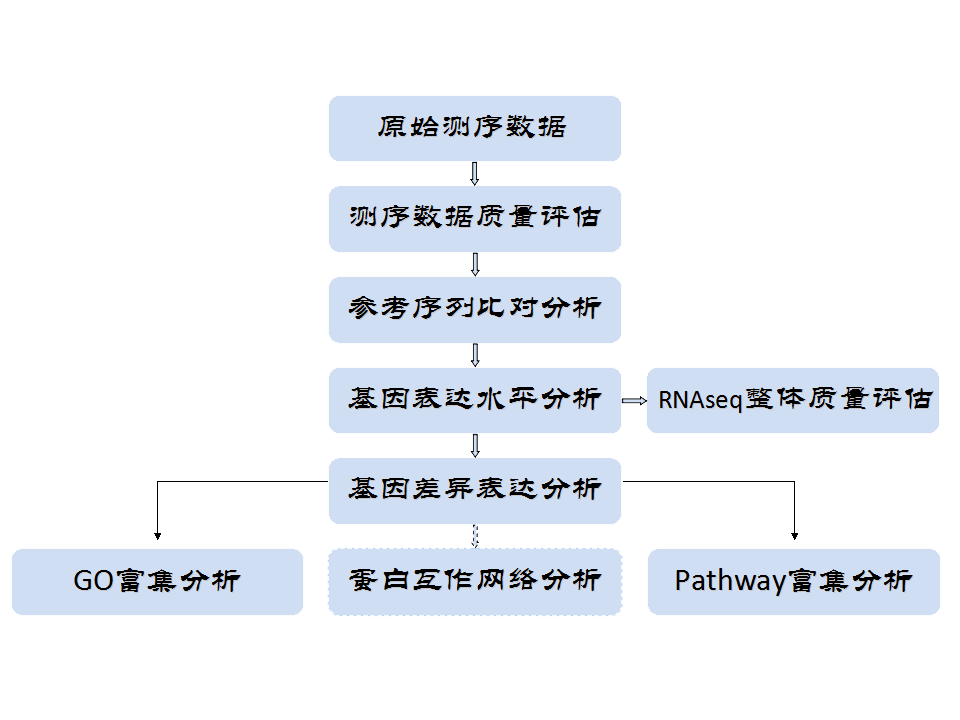 原始测序数据
测序数据质量评估
参考序列比对分析
基因表达水平分析
RNAseq整体质量评估
基因差异表达分析
GO富集分析
蛋白互作网络分析
Pathway富集分析